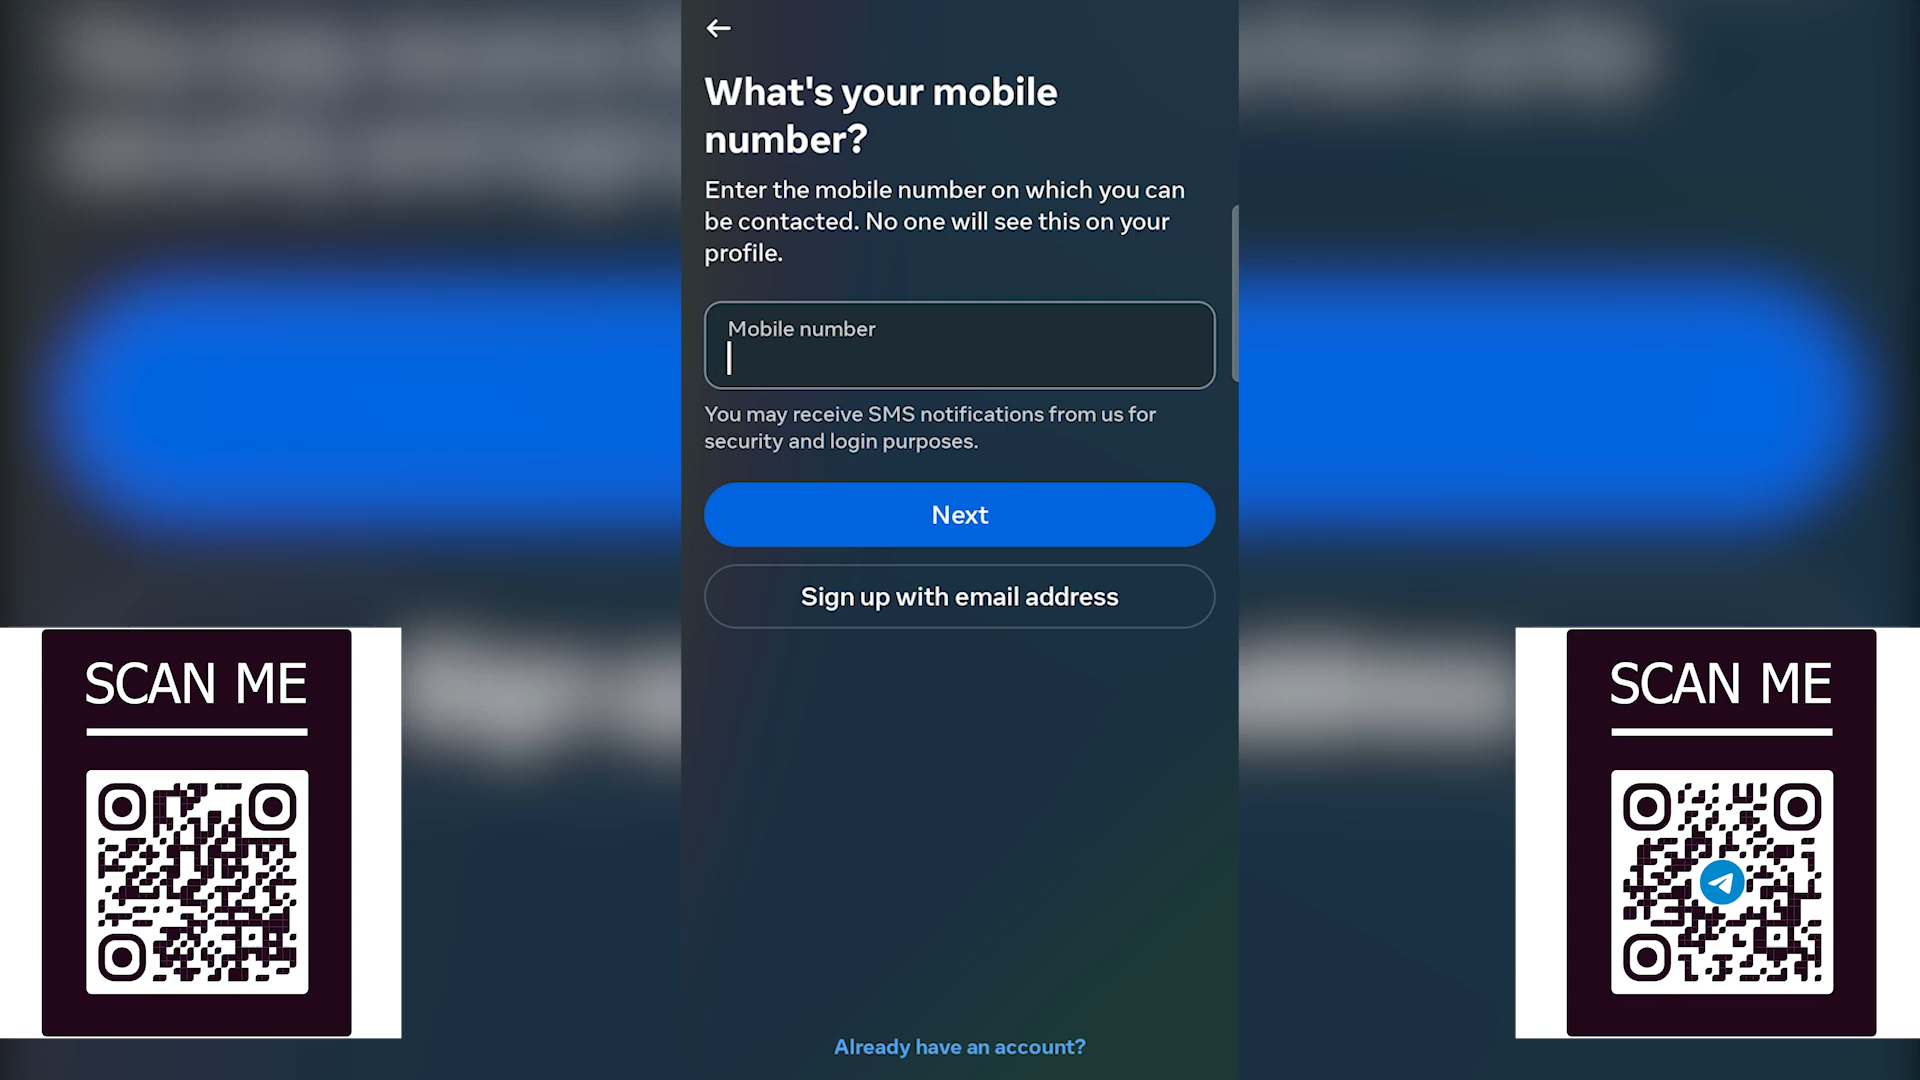 What's your mobile
number?
Enter the mobile number on which you can
be contacted. No one will see this on your
profile.
Mobile number
You may receive SMS notifications from us for
security and login purposes.
Next
Sign up with email address
SCAN ME
SCAN ME
Already have an account?